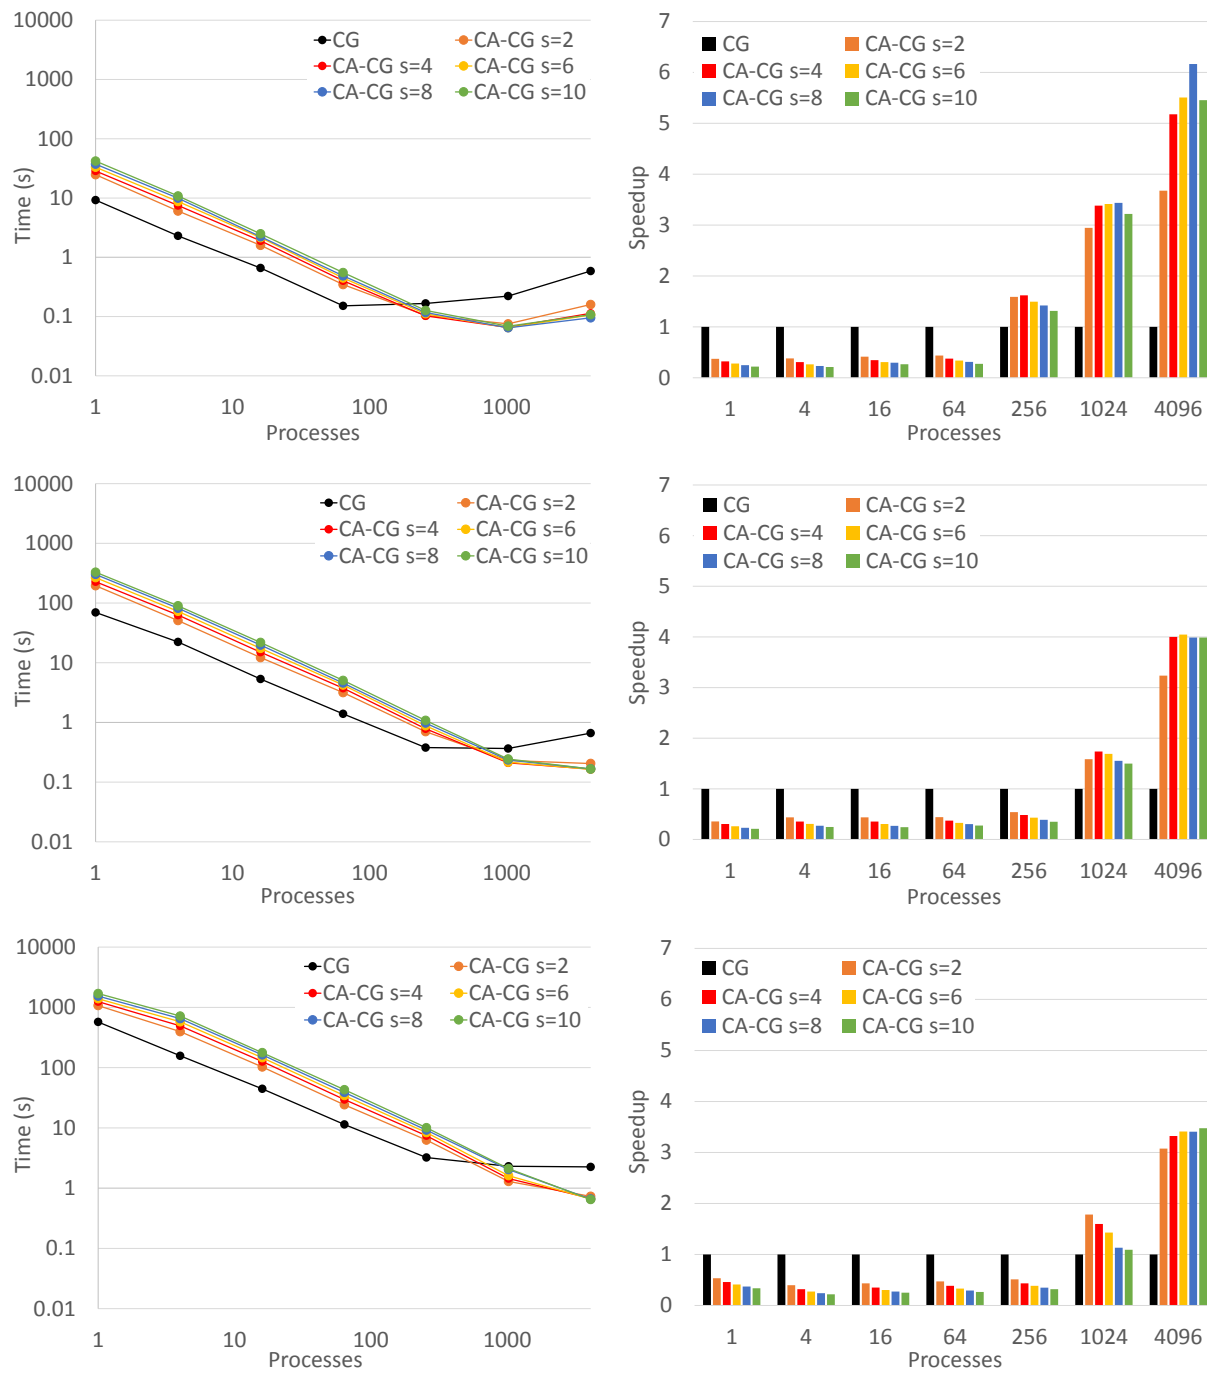 10000
1000
100
10
1
0.1
0.01
Time (s)
CG
CA-CG s=2
CA-CG s=4
CA-CG s=6
CA-CG s=8
CA-CG s=10
1 10 100 1000
Processes
7
6
5
4
3
2
1
0
Speedup
CG
CA-CG s=2
CA-CG s=4
CA-CG s=6
CA-CG s=8
CA-CG s=10
1 4 16 64 256 1024 4096
Processes
10000
1000
100
10
1
0.1
0.01
Time (s)
CG
CA-CG s=2
CA-CG s=4
CA-CG s=6
CA-CG s=8
CA-CG s=10
1 10 100 1000
Processes
7
6
5
4
3
2
1
0
Speedup
CG
CA-CG s=2
CA-CG s=4
CA-CG s=6
CA-CG s=8
CA-CG s=10
1 4 16 64 256 1024 4096
Processes
10000
1000
100
10
1
0.1
0.01
Time (s)
CG
CA-CG s=2
CA-CG s=4
CA-CG s=6
CA-CG s=8
CA-CG s=10
1 10 100 1000
Processes
7
6
5
4
3
2
1
0
Speedup
CG
CA-CG s=2
CA-CG s=4
CA-CG s=6
CA-CG s=8
CA-CG s=10
1 4 16 64 256 1024 4096
Processes